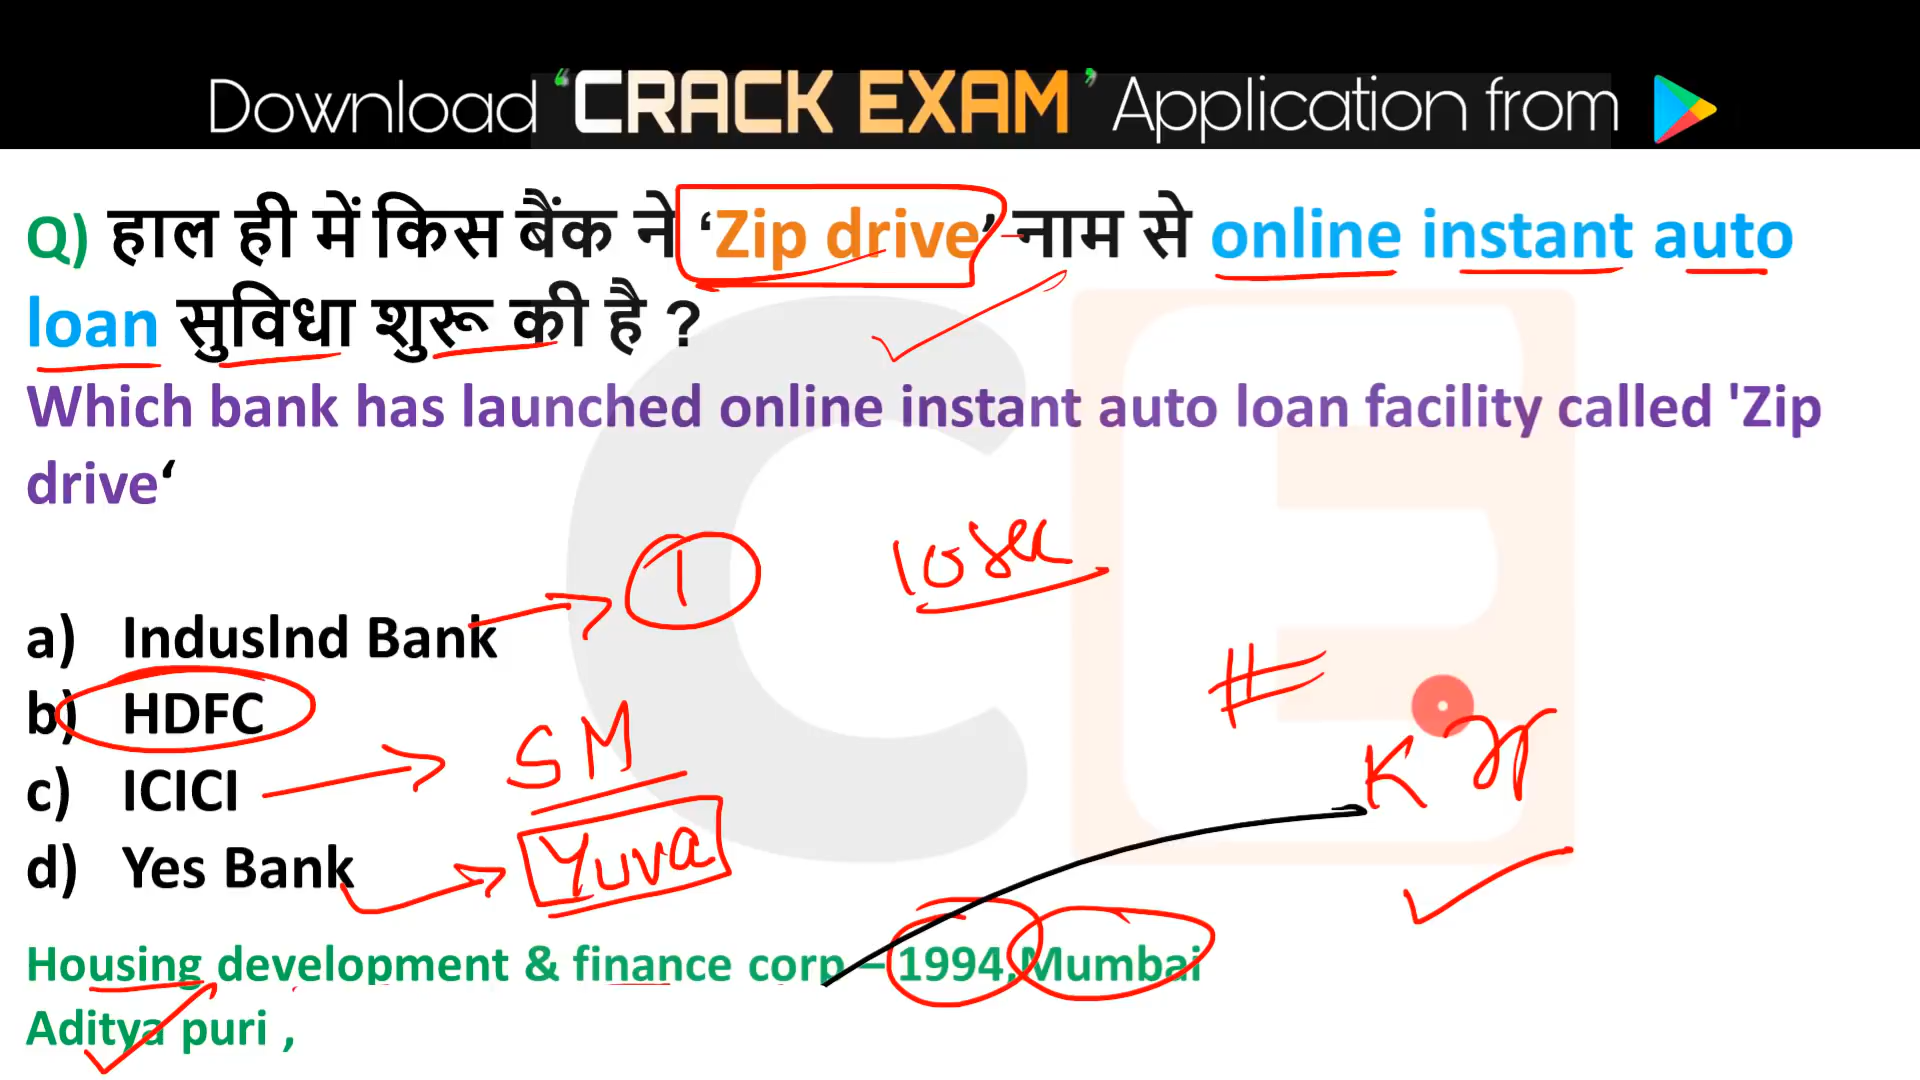 Download ‘CRACK EXAM’ Application from
Q) हाल ही में किस बैंक ने ‘Zip drive’ नाम से online instant auto
loan सुविधा शुरू की है ?
Which bank has launched online instant auto loan facility called 'Zip
drive‘
1
10 sec
a) IndusInd Bank
b) HDFC
c) ICICI
SM
d) Yes Bank
Yuva
Housing development & finance corp – 1994,Mumbai
Aditya puri ,